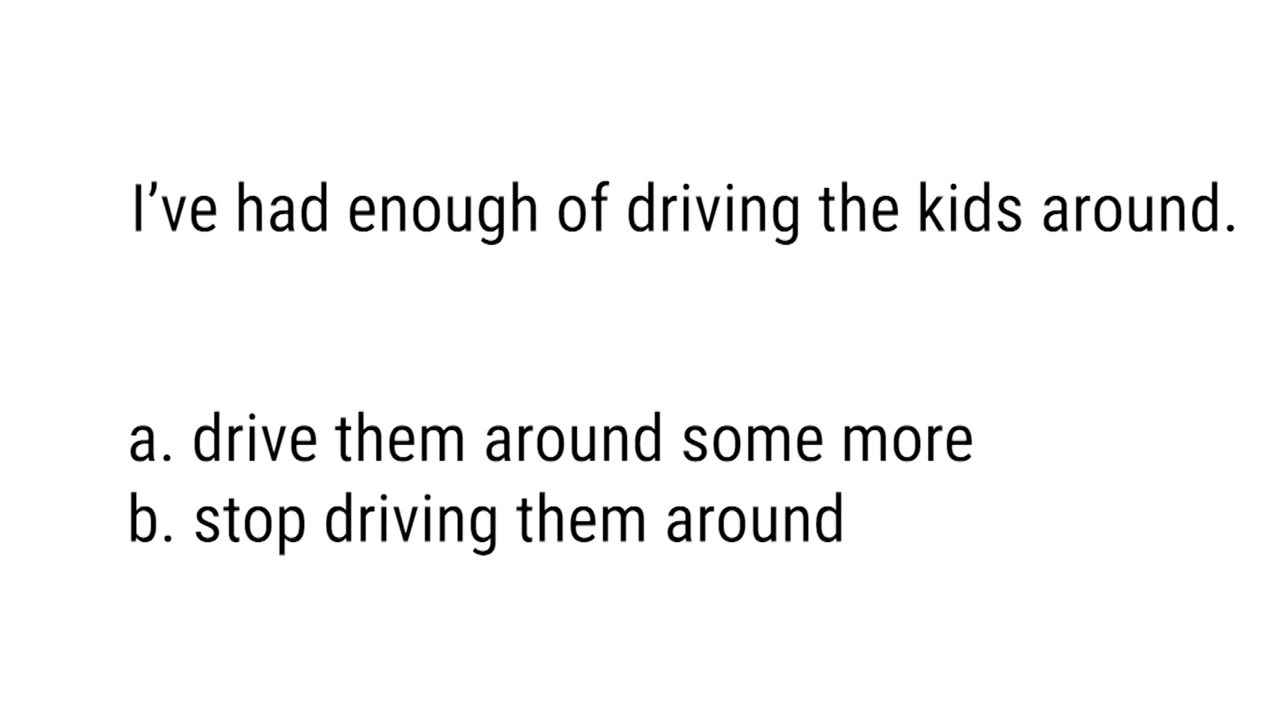 I’ve had enough of driving the kids around.
a. drive them around some more
b. stop driving them around